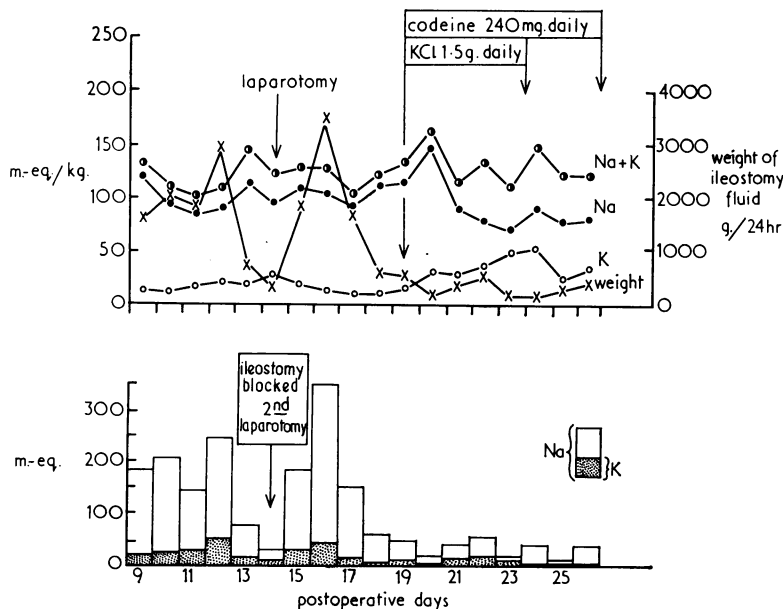 codeine 240mg. daily
KCl 1·5g. daily
250
200
150
100
50
0
m.-eq./kg.
laparotomy
4000
3000
2000
1000
0
weight of
ileostomy
fluid
g./24hr
Na+K
Na
K
weight
ileostomy
blocked
2nd
laparotomy
300
200
100
0
m.-eq.
Na
K
9
11
13
15
17
19
21
23
25
postoperative days